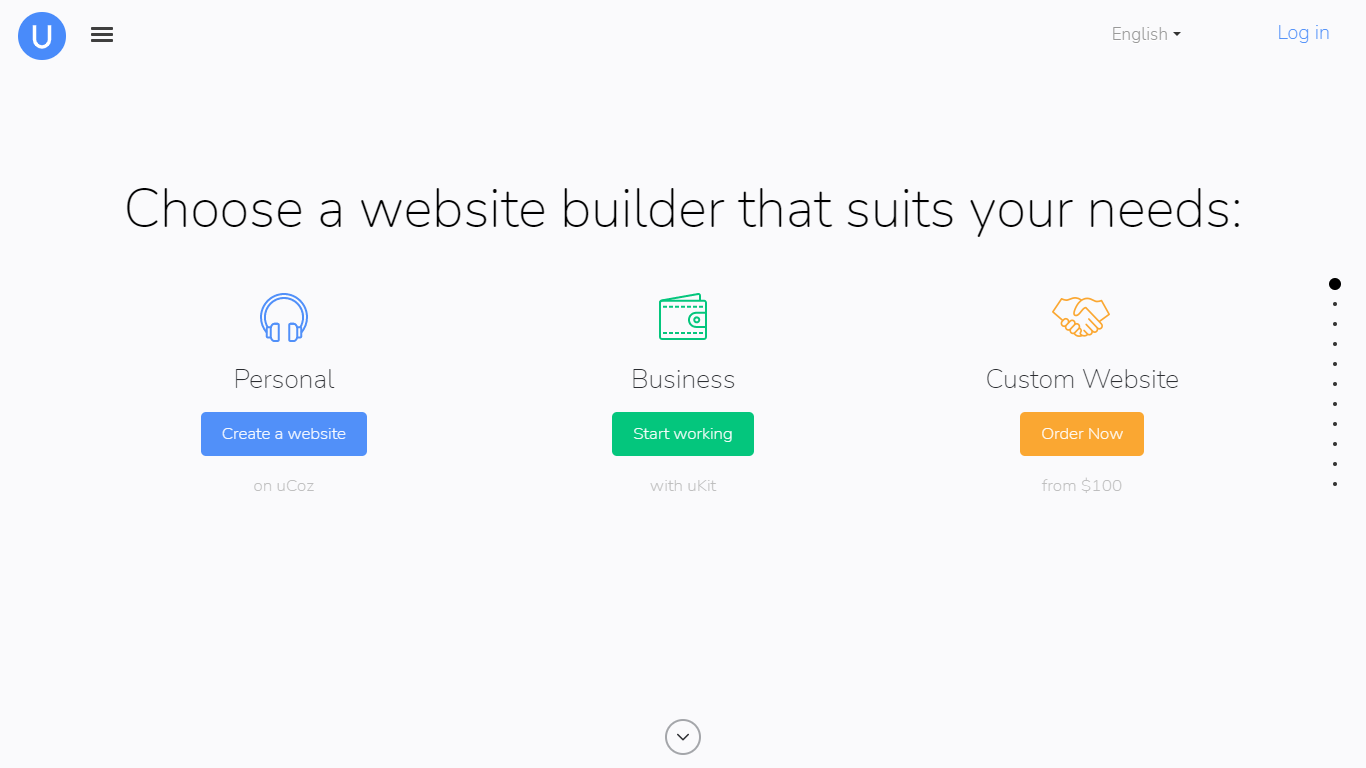 U
English
Log in
Choose a website builder that suits your needs:
Personal
Business
Custom Website
Create a website
Start working
Order Now
on uCoz
with uKit
from $100